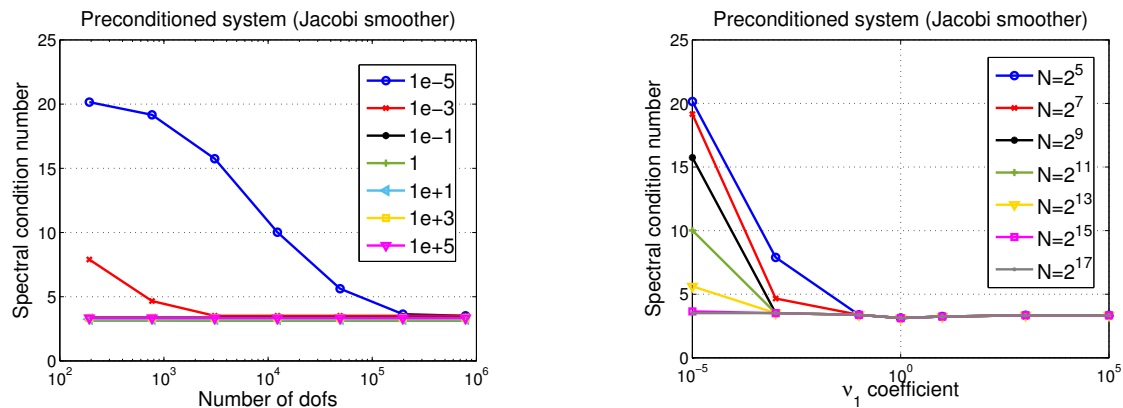 Preconditioned system (Jacobi smoother)
Spectral condition number
25
20
15
10
5
0
10^2
10^3
10^4
10^5
10^6
Number of dofs
1e−5
1e−3
1e−1
1
1e+1
1e+3
1e+5
Preconditioned system (Jacobi smoother)
Spectral condition number
25
20
15
10
5
0
10^−5
10^0
10^5
ν_1 coefficient
N=2^5
N=2^7
N=2^9
N=2^11
N=2^13
N=2^15
N=2^17